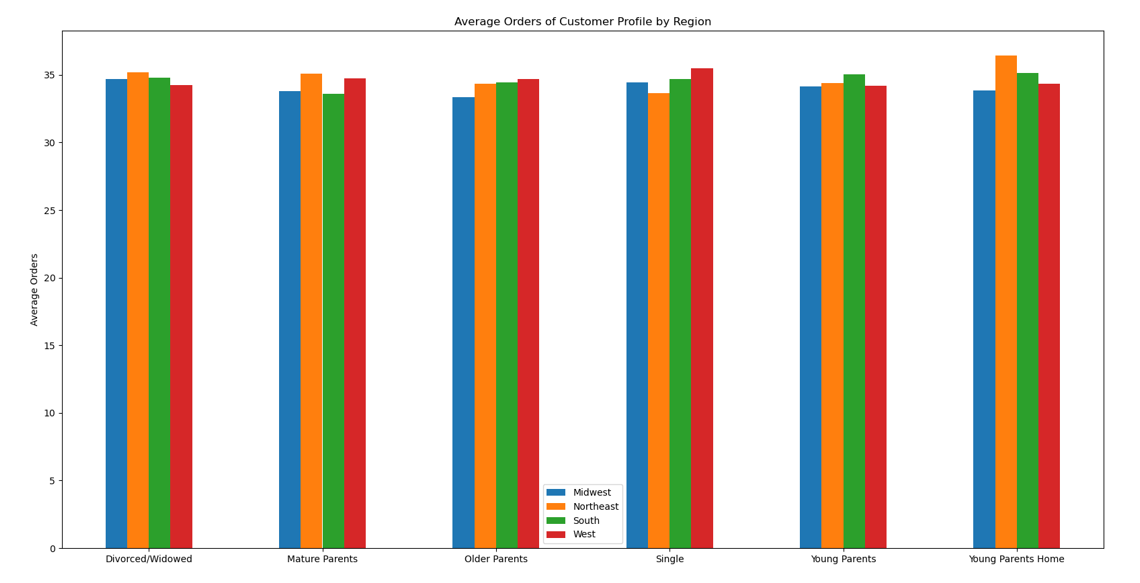 Average Orders of Customer Profile by Region
Average Orders
35
30
25
20
15
10
5
0
Midwest
Northeast
South
West
Divorced/Widowed
Mature Parents
Older Parents
Single
Young Parents
Young Parents Home